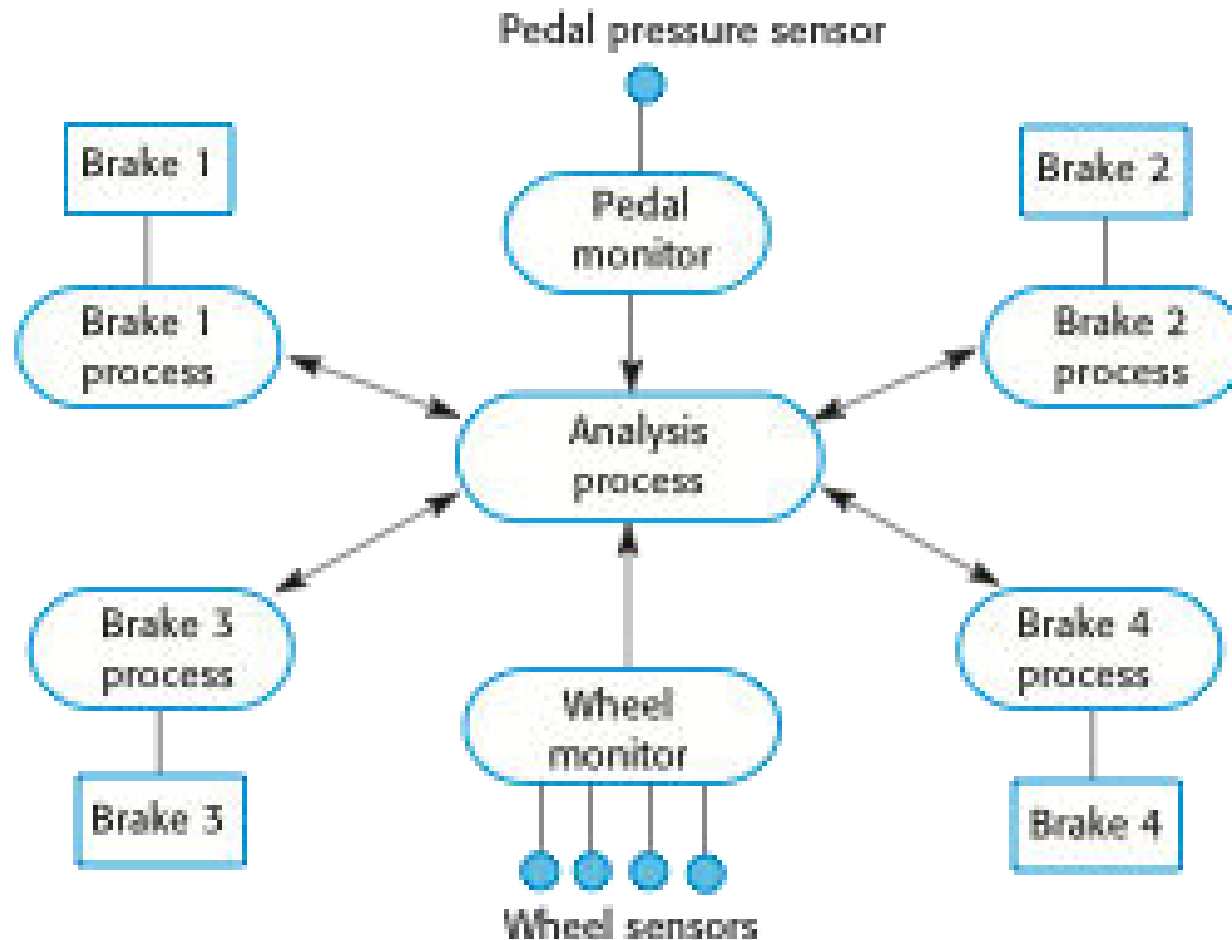 Pedal pressure sensor
Brake 1
Pedal
monitor
Brake 2
Brake 1
process
Brake 2
process
Analysis
process
Brake 3
process
Wheel
monitor
Brake 4
process
Brake 3
Brake 4
Wheel sensors